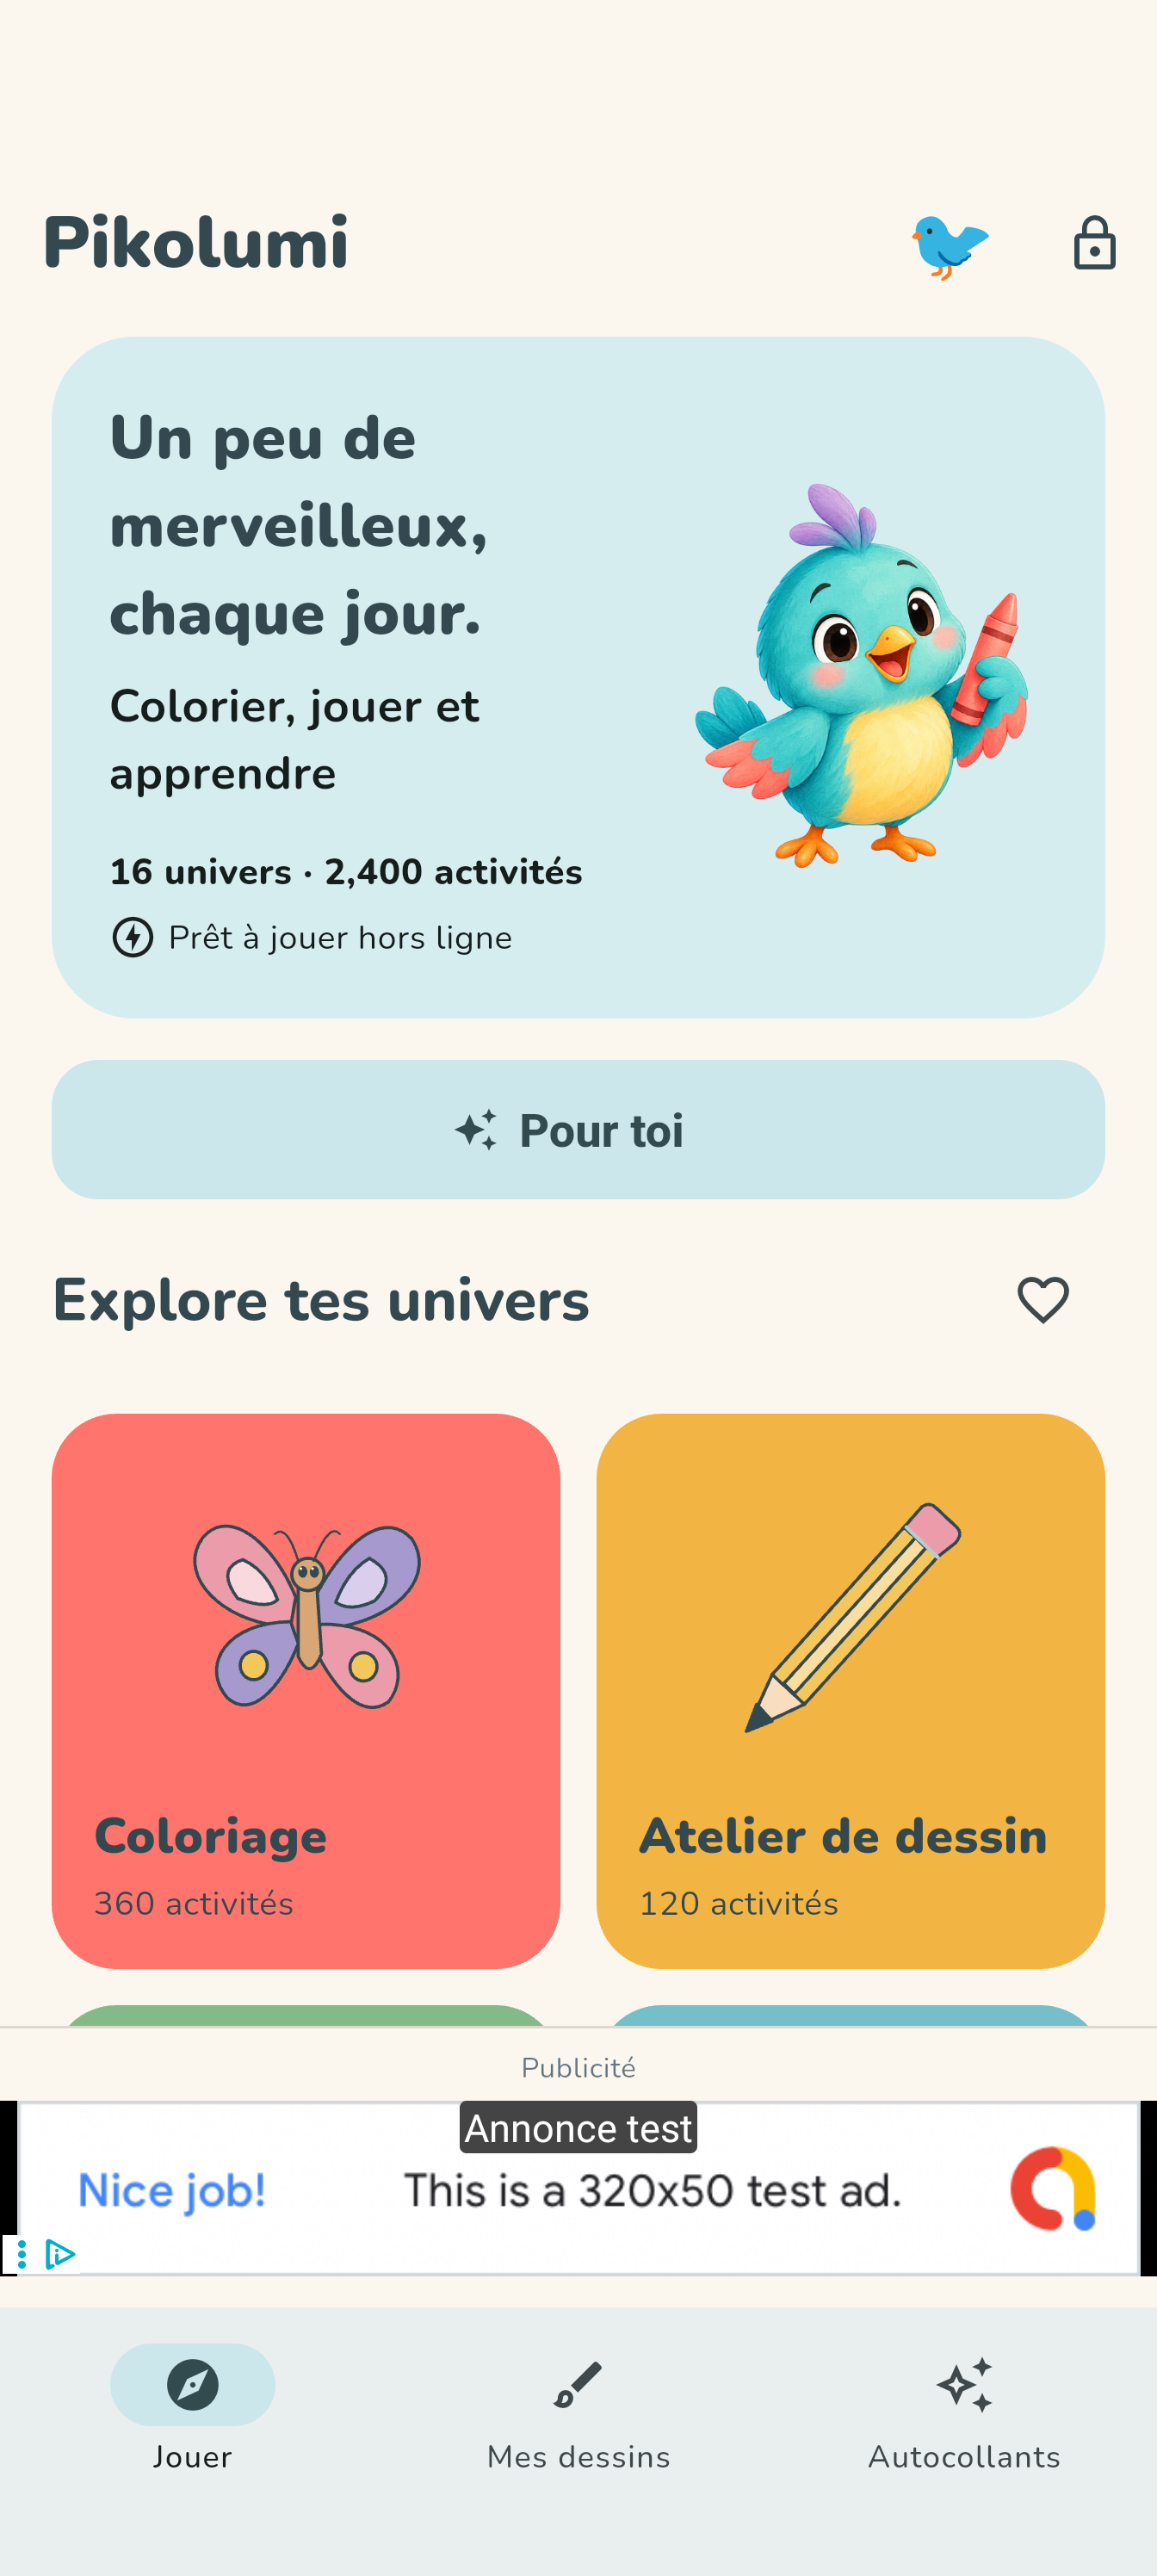 Pikolumi
Un peu de
merveilleux,
chaque jour.
Colorier, jouer et
apprendre
16 univers · 2,400 activités
Prêt à jouer hors ligne
Pour toi
Explore tes univers
Coloriage
360 activités
Atelier de dessin
120 activités
Publicité
Annonce test
Nice job!
This is a 320x50 test ad.
Jouer
Mes dessins
Autocollants